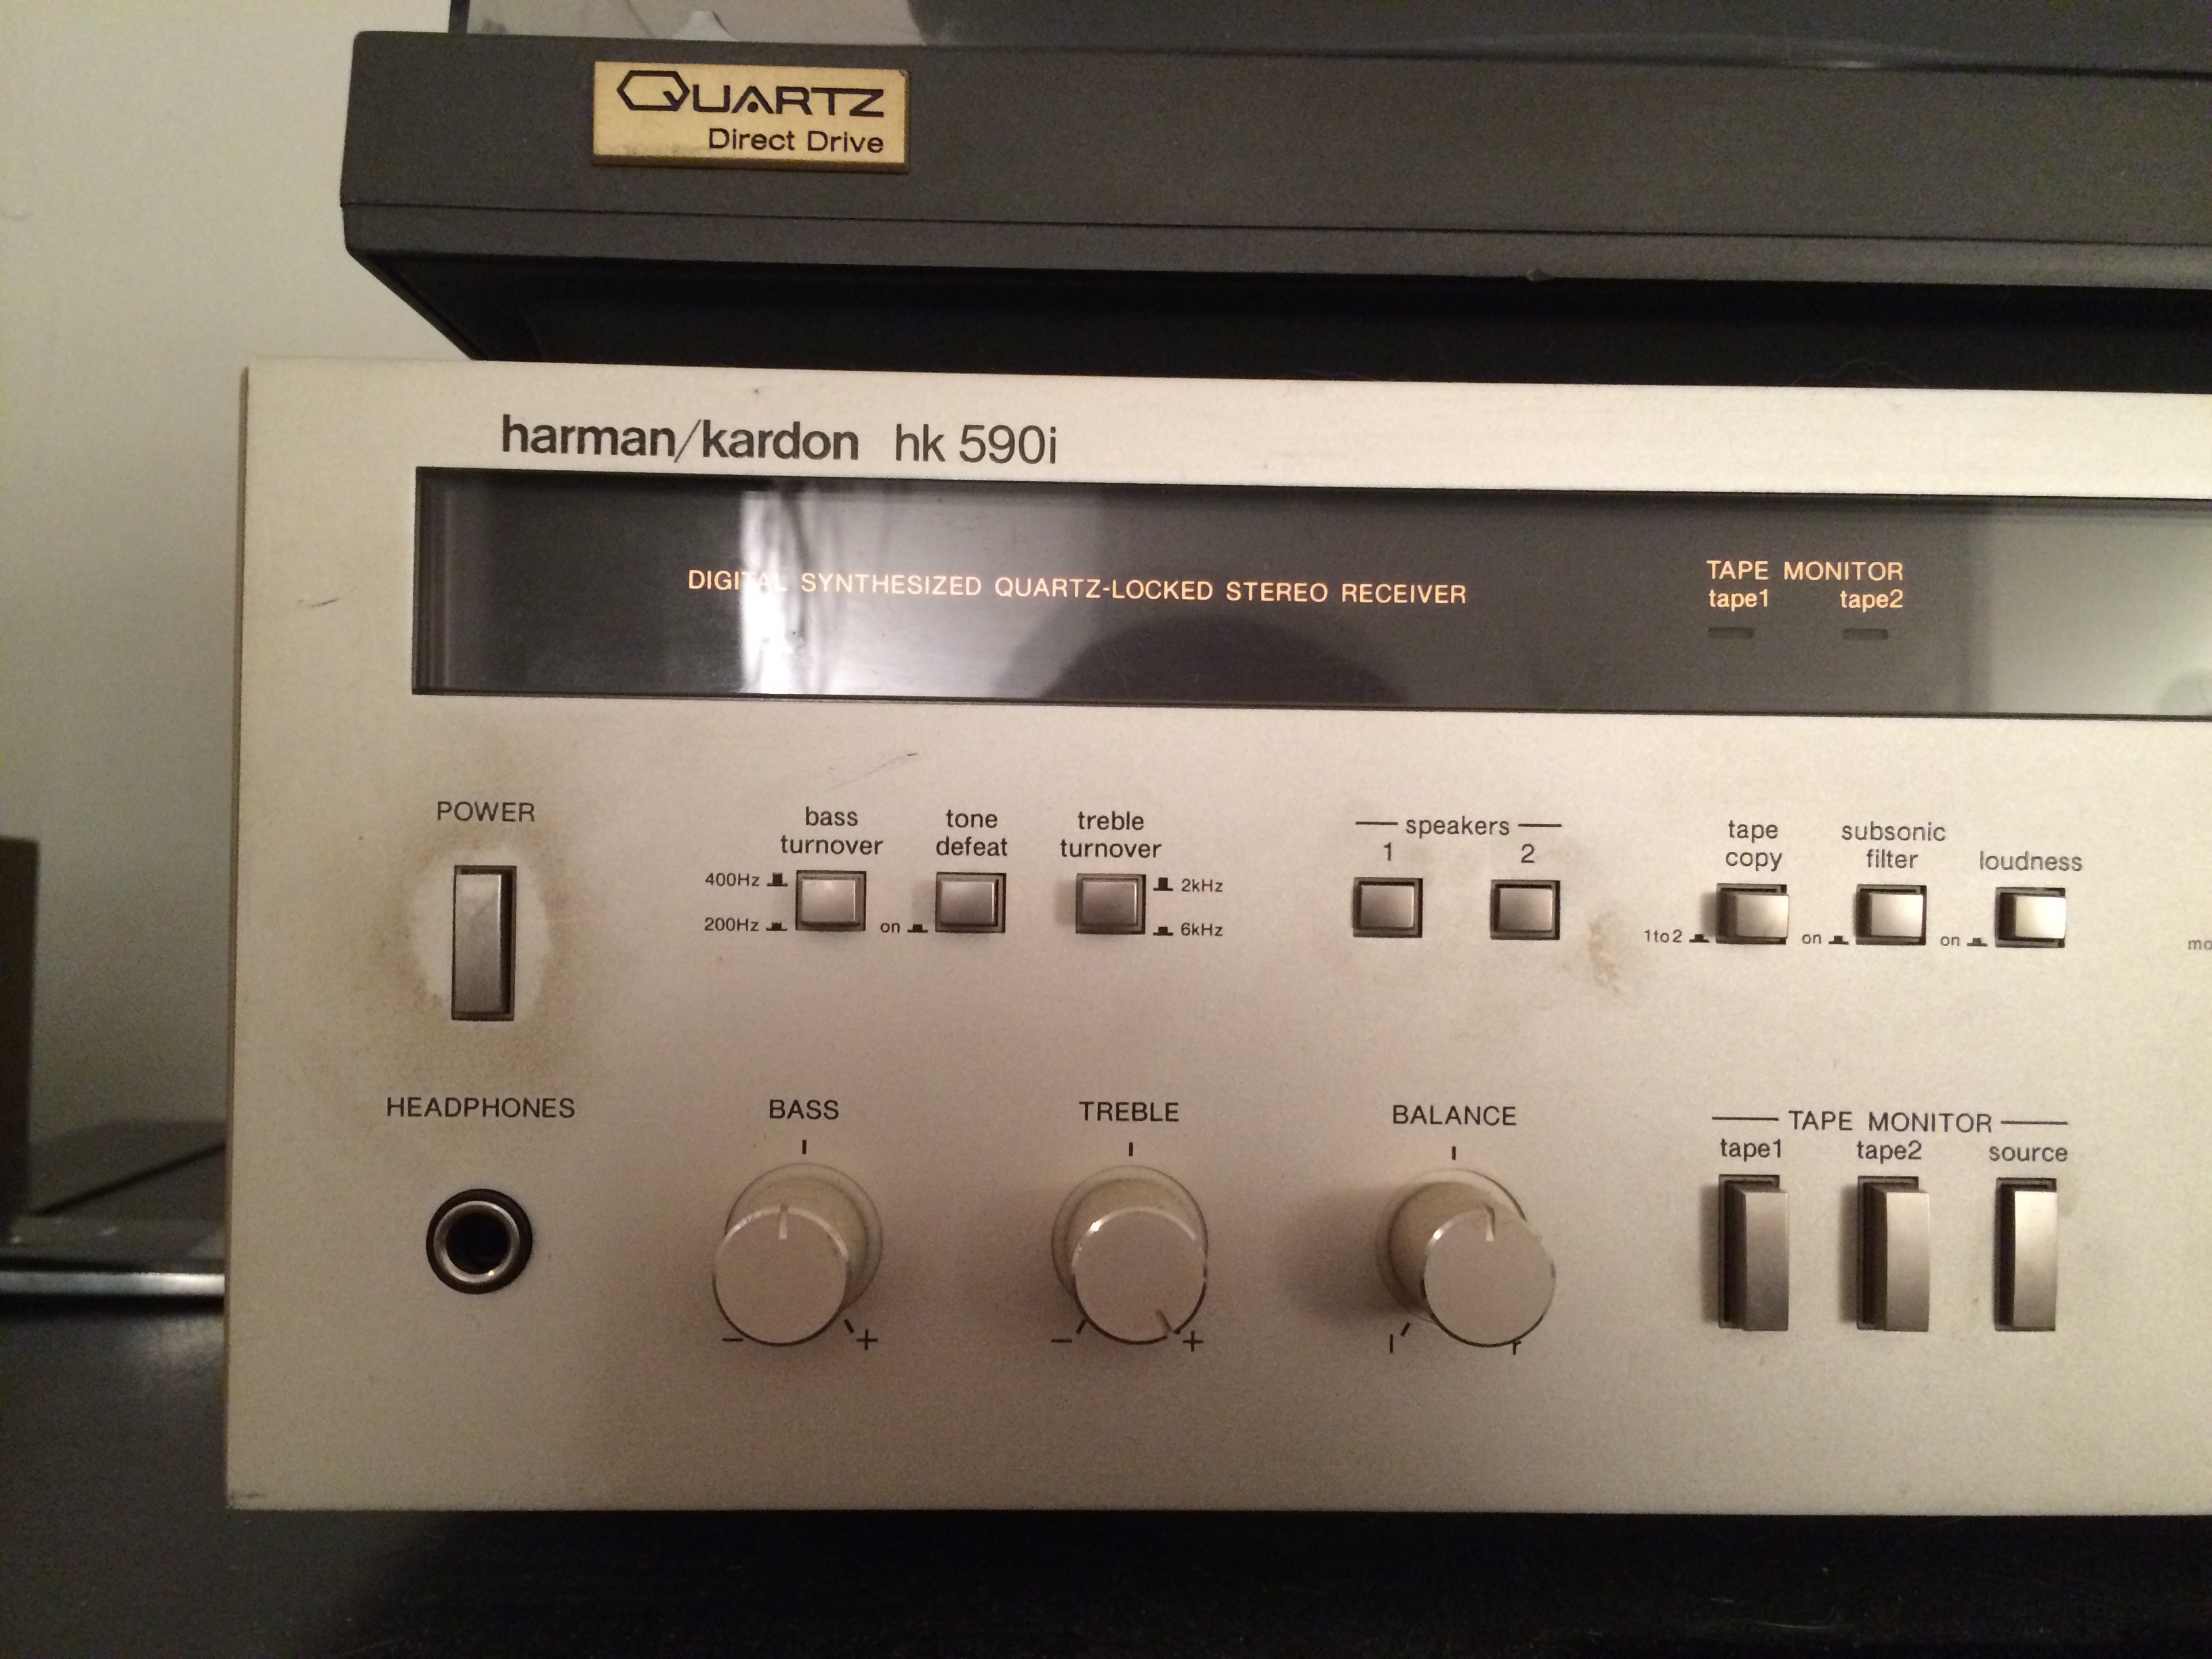 QUARTZ
Direct Drive
harman/kardon hk 590i
DIGITAL SYNTHESIZED QUARTZ-LOCKED STEREO RECEIVER
TAPE MONITOR
tape1 tape2
POWER
bass turnover
400Hz
200Hz
tone defeat
on
treble turnover
2kHz
6kHz
speakers
1 2
tape copy
1to2
subsonic filter
on
loudness
on
HEADPHONES
BASS
- +
TREBLE
- +
BALANCE
l r
TAPE MONITOR
tape1 tape2 source